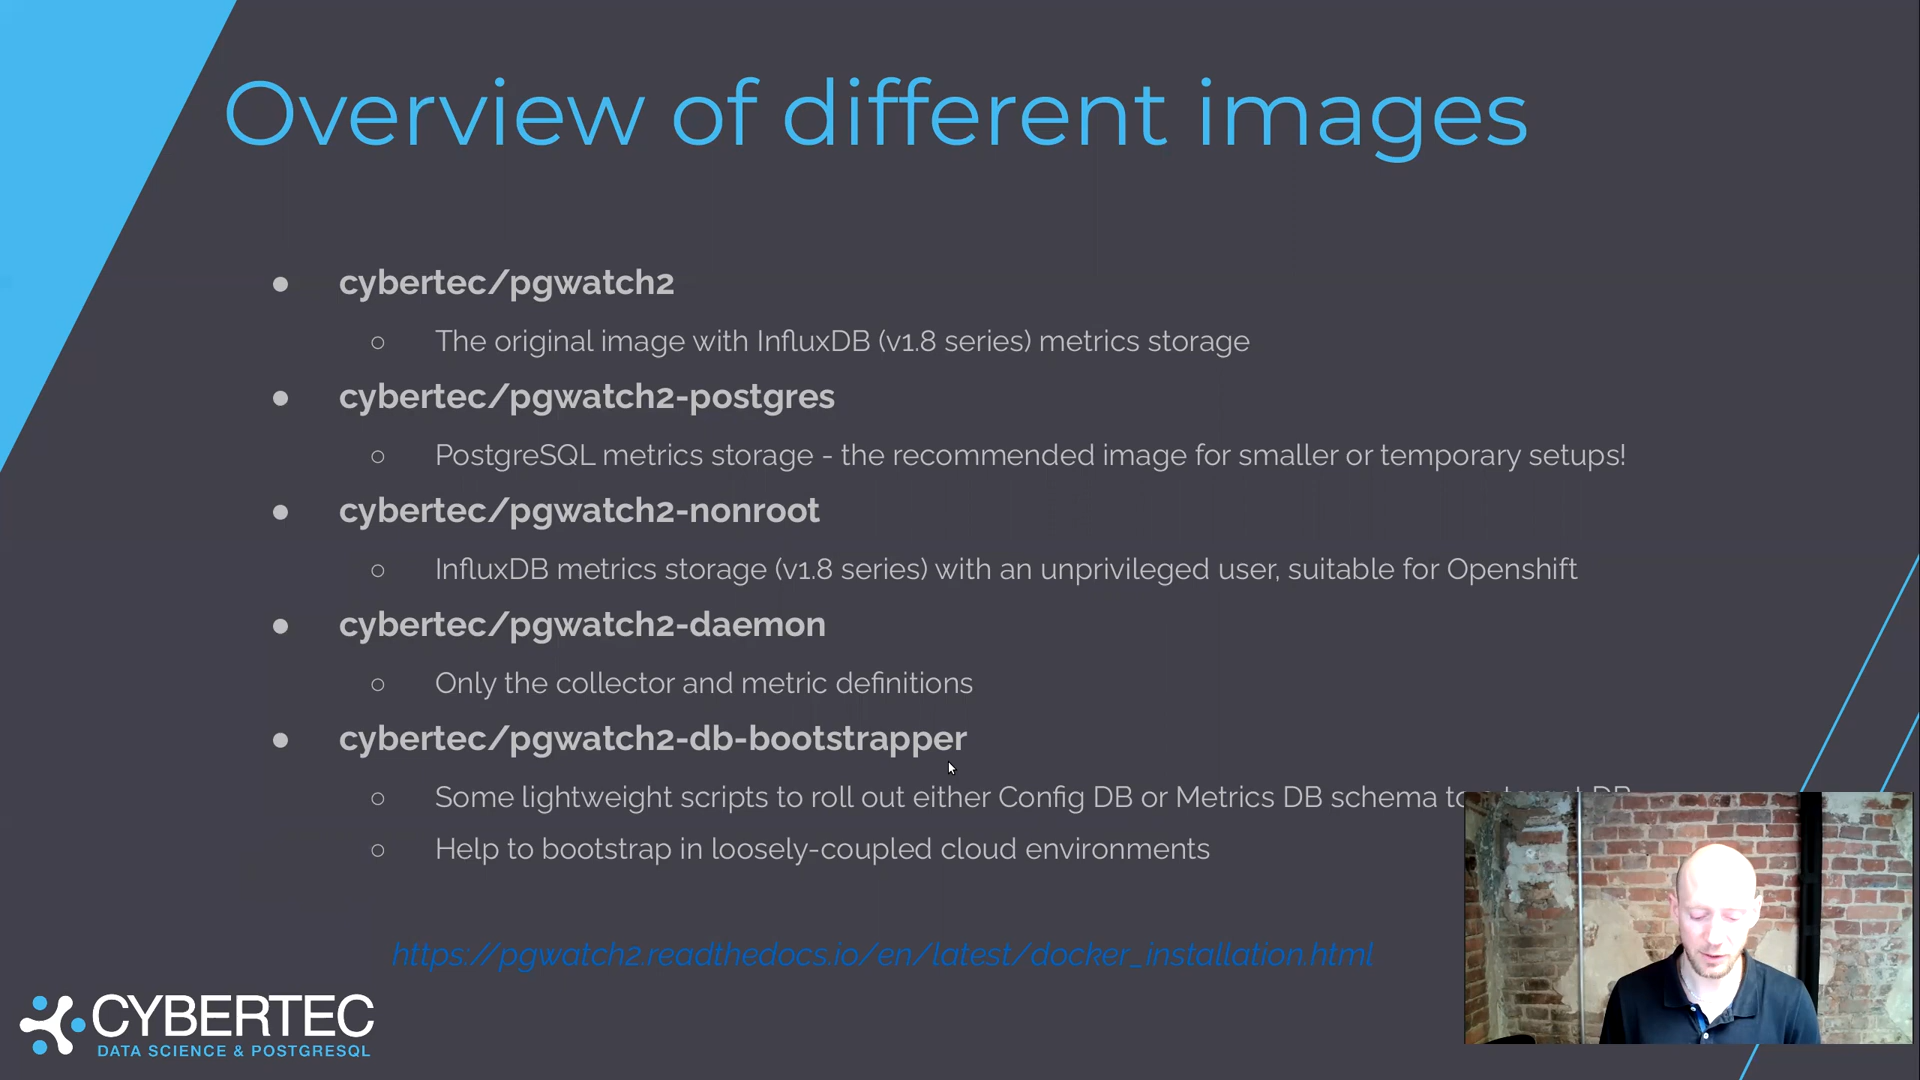 Overview of different images
● cybertec/pgwatch2
○ The original image with InfluxDB (v1.8 series) metrics storage
● cybertec/pgwatch2-postgres
○ PostgreSQL metrics storage - the recommended image for smaller or temporary setups!
● cybertec/pgwatch2-nonroot
○ InfluxDB metrics storage (v1.8 series) with an unprivileged user, suitable for Openshift
● cybertec/pgwatch2-daemon
○ Only the collector and metric definitions
● cybertec/pgwatch2-db-bootstrapper
○ Some lightweight scripts to roll out either Config DB or Metrics DB schema to
○ Help to bootstrap in loosely-coupled cloud environments
https://pgwatch2.readthedocs.io/en/latest/docker_installation.html
CYBERTEC
DATA SCIENCE & POSTGRESQL